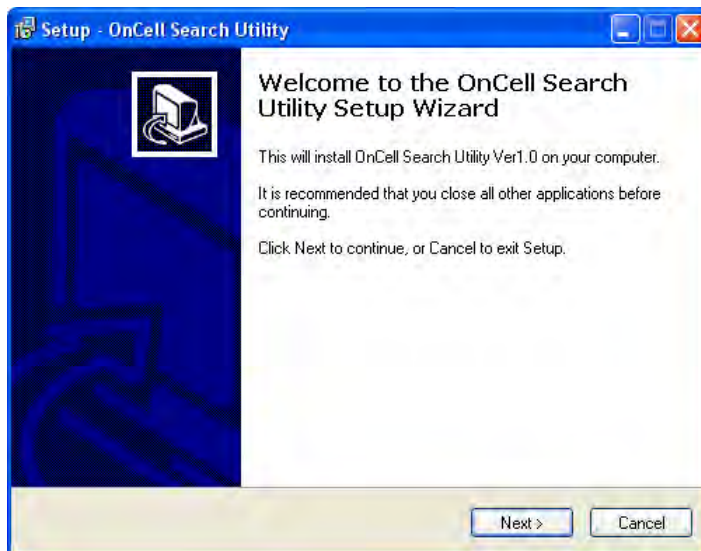 Setup - OnCell Search Utility
Welcome to the OnCell Search
Utility Setup Wizard
This will install OnCell Search Utility Ver1.0 on your computer.
It is recommended that you close all other applications before
continuing.
Click Next to continue, or Cancel to exit Setup.
Next >
Cancel